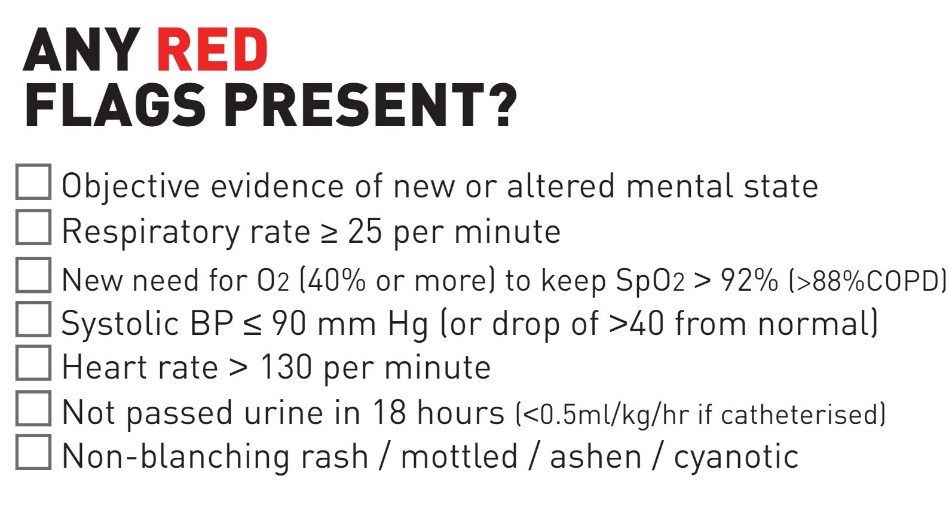 ANY RED
FLAGS PRESENT?
Objective evidence of new or altered mental state
Respiratory rate ≥ 25 per minute
New need for O2 (40% or more) to keep SpO2 > 92% (>88%COPD)
Systolic BP ≤ 90 mm Hg (or drop of >40 from normal)
Heart rate > 130 per minute
Not passed urine in 18 hours (<0.5ml/kg/hr if catheterised)
Non-blanching rash / mottled / ashen / cyanotic